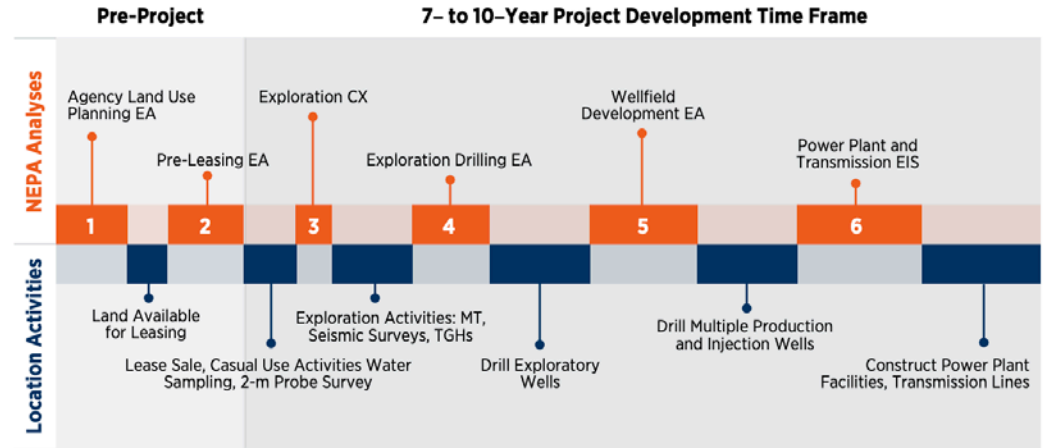 Pre-Project
7– to 10–Year Project Development Time Frame
NEPA Analyses
Agency Land Use
Planning EA
Pre-Leasing EA
Exploration CX
Exploration Drilling EA
Wellfield
Development EA
Power Plant and
Transmission EIS
1
2
3
4
5
6
Location Activities
Land Available
for Leasing
Lease Sale, Casual Use Activities Water
Sampling, 2-m Probe Survey
Exploration Activities: MT,
Seismic Surveys, TGHs
Drill Exploratory
Wells
Drill Multiple Production
and Injection Wells
Construct Power Plant
Facilities, Transmission Lines